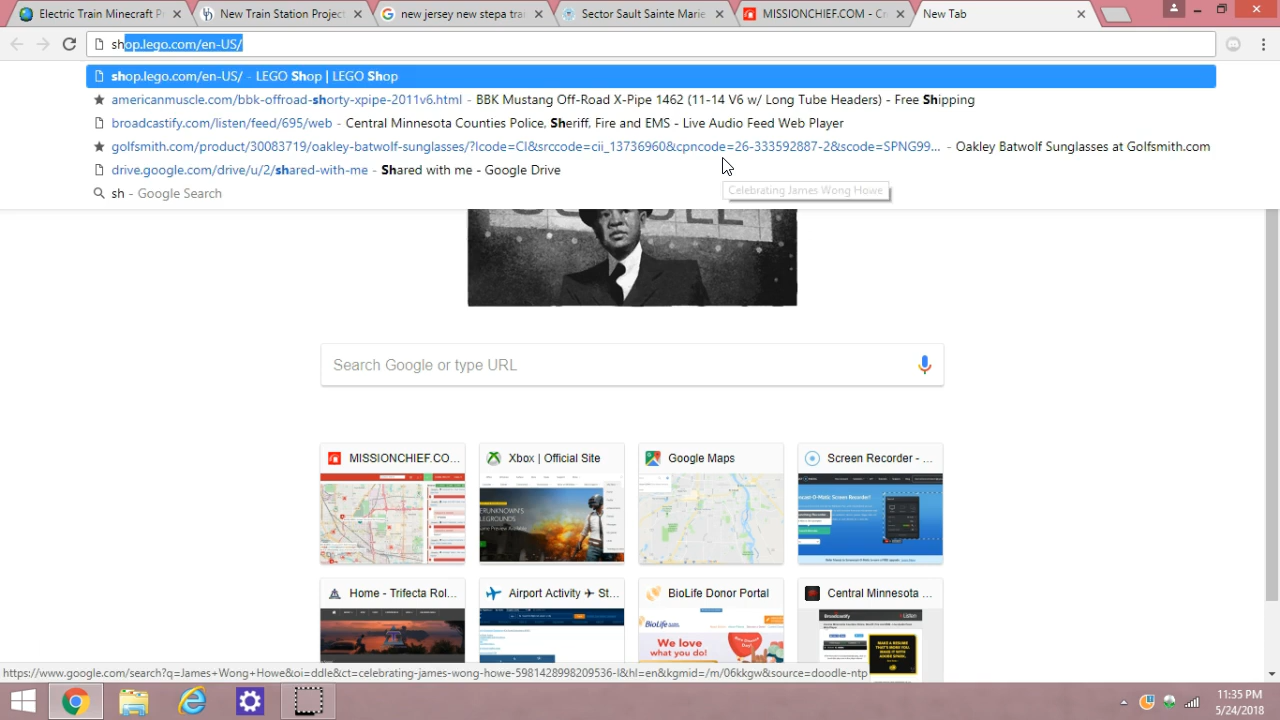 Electric Train Minecraft P
New Train Station Project
new jersey new stepa tra
Sector Sault Sainte Marie
MISSIONCHIEF.COM - Cr
New Tab
shop.lego.com/en-US/
shop.lego.com/en-US/ - LEGO Shop | LEGO Shop
americanmuscle.com/bbk-offroad-shorty-xpipe-2011v6.html - BBK Mustang Off-Road X-Pipe 1462 (11-14 V6 w/ Long Tube Headers) - Free Shipping
broadcastify.com/listen/feed/695/web - Central Minnesota Counties Police, Sheriff, Fire and EMS - Live Audio Feed Web Player
golfsmith.com/product/30083719/oakley-batwolf-sunglasses/?lcode=CI&srccode=cii_13736960&cpncode=26-333592887-2&scode=SPNG99... - Oakley Batwolf Sunglasses at Golfsmith.com
drive.google.com/drive/u/2/shared-with-me - Shared with me - Google Drive
sh - Google Search
Celebrating James Wong Howe
Search Google or type URL
MISSIONCHIEF.CO...
Xbox | Official Site
Google Maps
Screen Recorder - ...
Home - Trifecta Rol...
Airport Activity ✈ St...
BioLife Donor Portal
Central Minnesota ...
BioLife
We love
what you do!
Broadcastify
https://www.google.com/search?q=James+Wong+Howe&oi=ddle&ct=celebrating-james-wong-howe-5981428998209536-l&hl=en&kgmid=/m/06kkgw&source=doodle-ntp
11:35 PM
5/24/2018